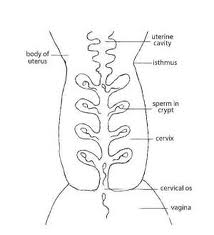 uterine
cavity
body of
uterus
isthmus
sperm in
crypt
cervix
cervical os
vagina